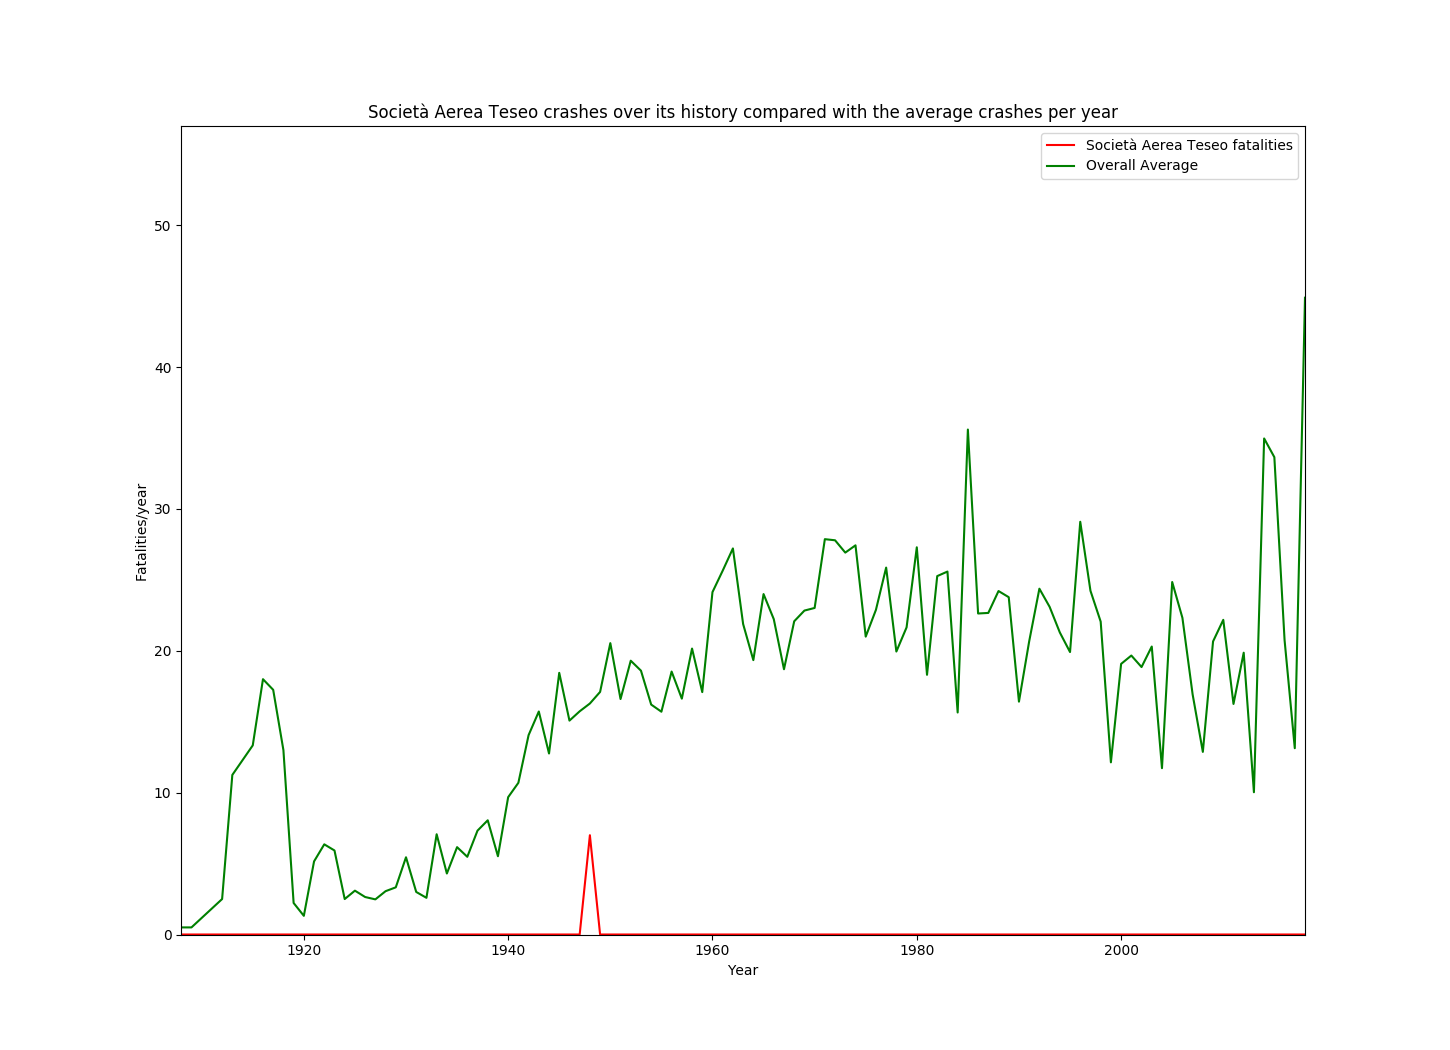 Società Aerea Teseo crashes over its history compared with the average crashes per year
Società Aerea Teseo fatalities
Overall Average
50
40
30
20
10
0
Fatalities/year
1920 1940 1960 1980 2000
Year